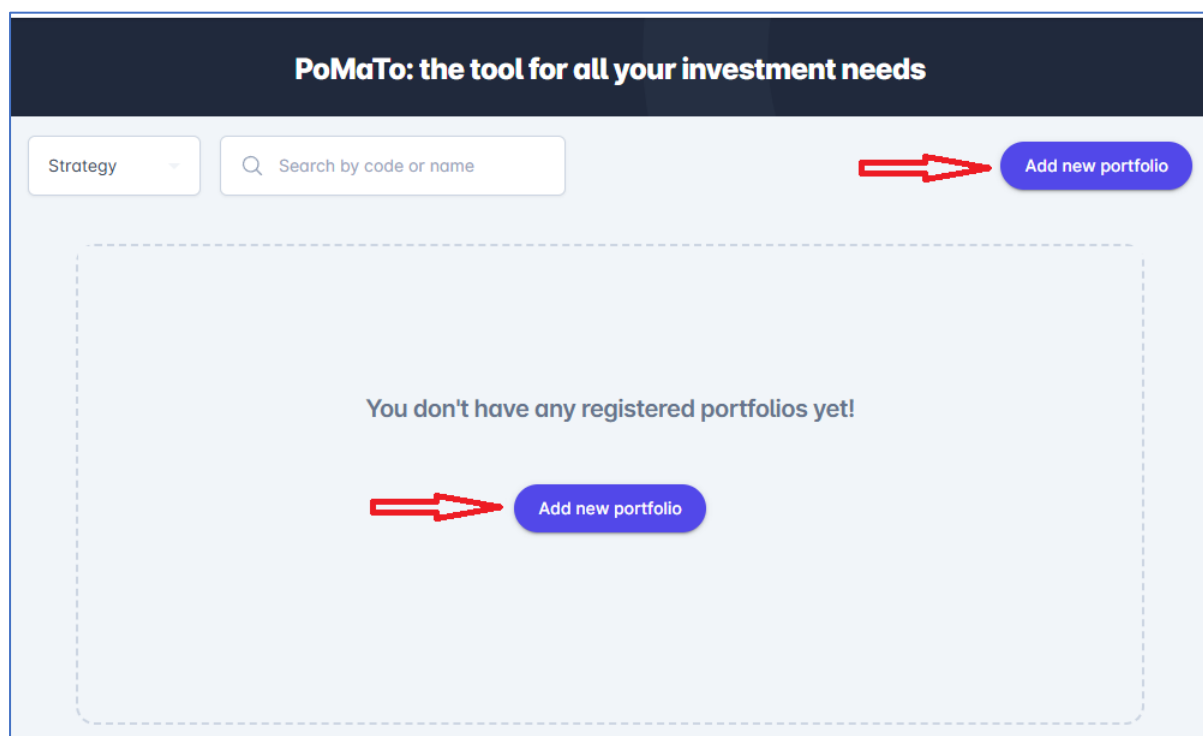 PoMaTo: the tool for all your investment needs
Strategy
Search by code or name
Add new portfolio
You don't have any registered portfolios yet!
Add new portfolio